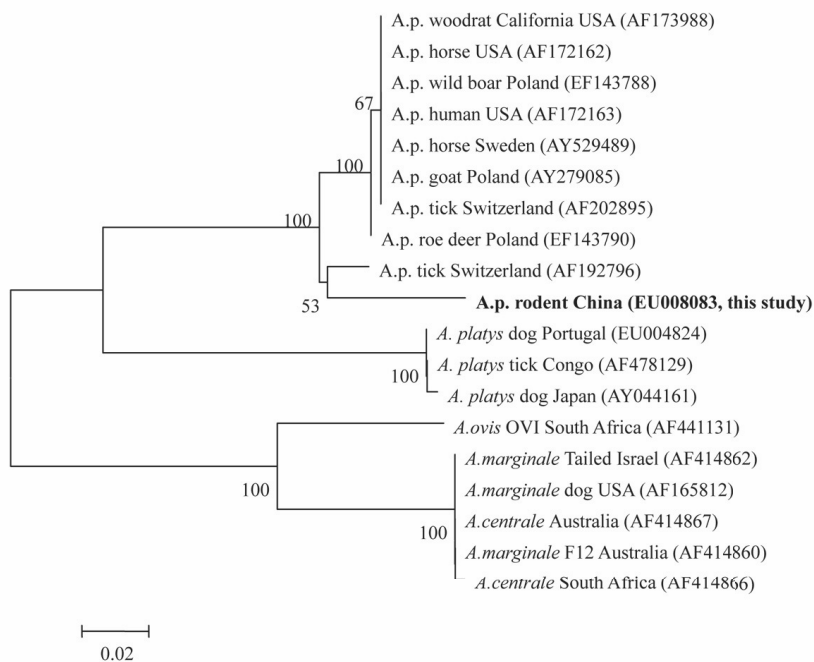 A.p. woodrat California USA (AF173988)
A.p. horse USA (AF172162)
A.p. wild boar Poland (EF143788)
67
A.p. human USA (AF172163)
A.p. horse Sweden (AY529489)
100
A.p. goat Poland (AY279085)
A.p. tick Switzerland (AF202895)
100
A.p. roe deer Poland (EF143790)
A.p. tick Switzerland (AF192796)
53
A.p. rodent China (EU008083, this study)
A. platys dog Portugal (EU004824)
A. platys tick Congo (AF478129)
100
A. platys dog Japan (AY044161)
A.ovis OVI South Africa (AF441131)
A.marginale Tailed Israel (AF414862)
100
A.marginale dog USA (AF165812)
A.centrale Australia (AF414867)
100
A.marginale F12 Australia (AF414860)
A.centrale South Africa (AF414866)
0.02